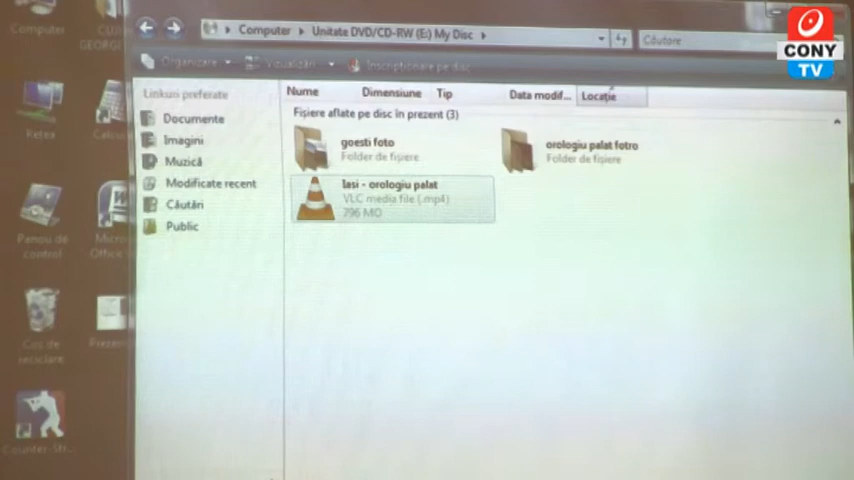 Computer
Unitate DVD/CD-RW (E:) My Disc
Căutare
CONY
TV
Organizare
Vizualizări
Inscripționare pe disc
Linkuri preferate
Nume
Dimensiune
Tip
Data modif...
Locație
Fișiere aflate pe disc în prezent (3)
Documente
Imagini
Muzică
Modificate recent
Căutări
Public
goesti foto
Folder de fișiere
orologiu palat fotro
Folder de fișiere
Iasi - orologiu palat
VLC media file (.mp4)
796 MO
Computer
GEORGE
Rețea
Panou de
control
Office
Coș de
reciclare
Counter-Str...